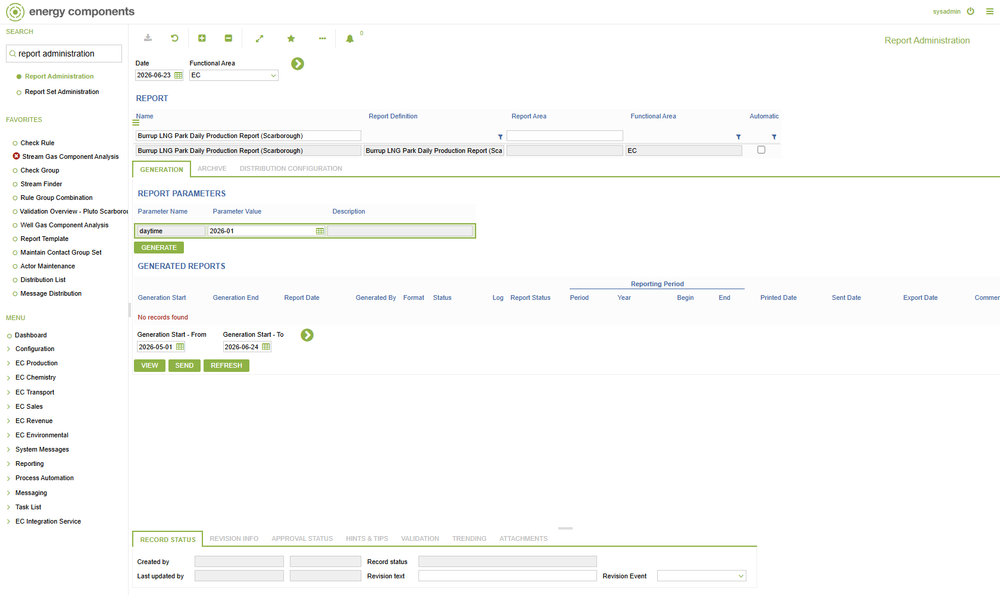 energy components
sysadmin
SEARCH
report administration
Report Administration
Report Set Administration
FAVORITES
Check Rule
Stream Gas Component Analysis
Check Group
Stream Finder
Rule Group Combination
Validation Overview - Pluto Scarborou
Well Gas Component Analysis
Report Template
Maintain Contact Group Set
Actor Maintenance
Distribution List
Message Distribution
MENU
Dashboard
Configuration
EC Production
EC Chemistry
EC Transport
EC Sales
EC Revenue
EC Environmental
System Messages
Reporting
Process Automation
Messaging
Task List
EC Integration Service
0
Report Administration
Date Functional Area
2026-06-23 EC
REPORT
Name Report Definition Report Area Functional Area Automatic
Burrup LNG Park Daily Production Report (Scarborough)
Burrup LNG Park Daily Production Report (Scarborough) Burrup LNG Park Daily Production Report (Sca EC
GENERATION ARCHIVE DISTRIBUTION CONFIGURATION
REPORT PARAMETERS
Parameter Name Parameter Value Description
daytime 2026-01
GENERATE
GENERATED REPORTS
Reporting Period
Generation Start Generation End Report Date Generated By Format Status Log Report Status Period Year Begin End Printed Date Sent Date Export Date Commer
No records found
Generation Start - From Generation Start - To
2026-05-01 2026-06-24
VIEW SEND REFRESH
RECORD STATUS REVISION INFO APPROVAL STATUS HINTS & TIPS VALIDATION TRENDING ATTACHMENTS
Created by Record status
Last updated by Revision text Revision Event